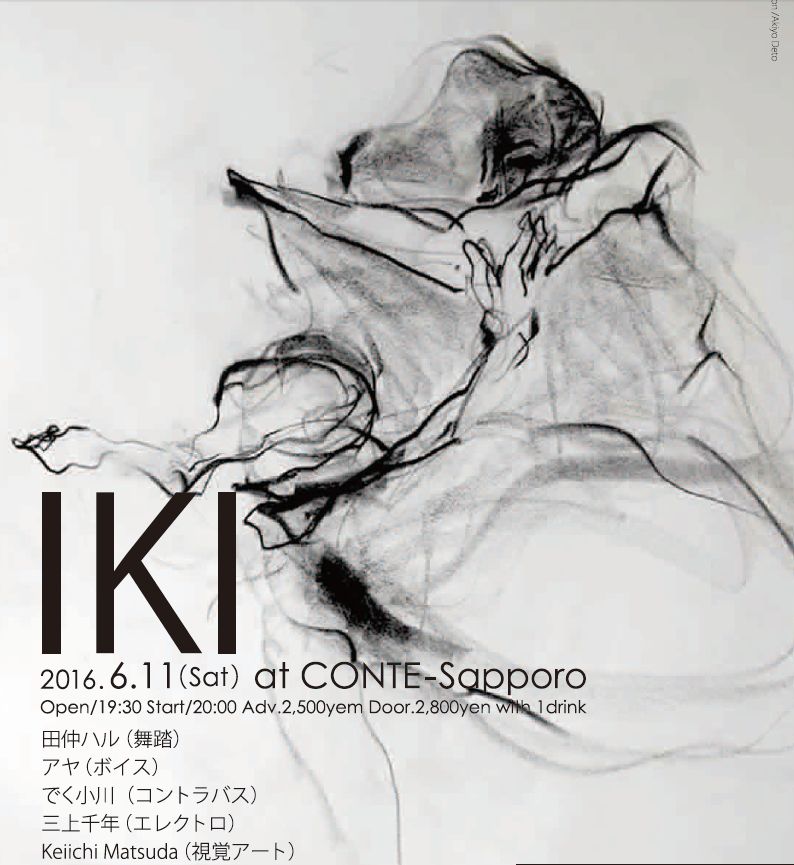 on /Akiyo Deto
IKI
2016. 6.11(Sat) at CONTE-Sapporo
Open/19:30 Start/20:00 Adv.2,500yem Door.2,800yen with 1drink
田仲ハル（舞踏）
アヤ（ボイス）
でく小川（コントラバス）
三上千年（エレクトロ）
Keiichi Matsuda（視覚アート）